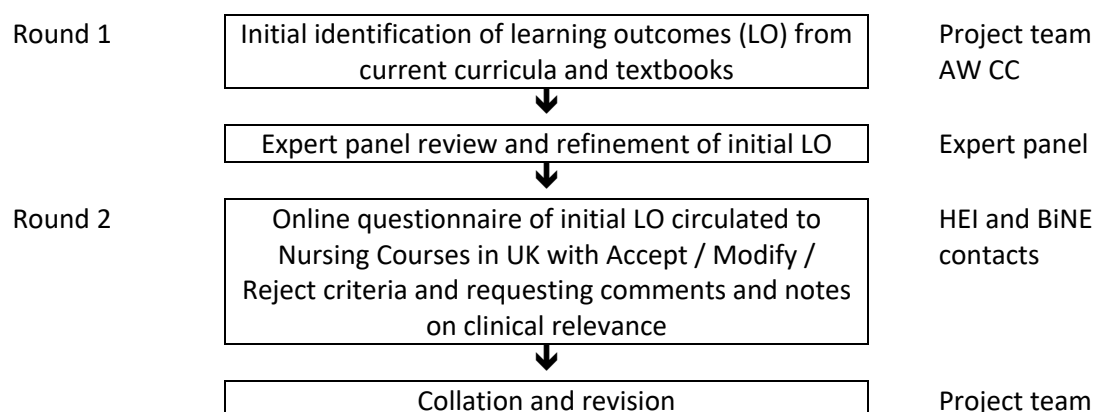 Round 1
Initial identification of learning outcomes (LO) from
current curricula and textbooks
Project team
AW CC
Expert panel review and refinement of initial LO
Expert panel
Round 2
Online questionnaire of initial LO circulated to
Nursing Courses in UK with Accept / Modify /
Reject criteria and requesting comments and notes
on clinical relevance
HEI and BiNE
contacts
Collation and revision
Project team